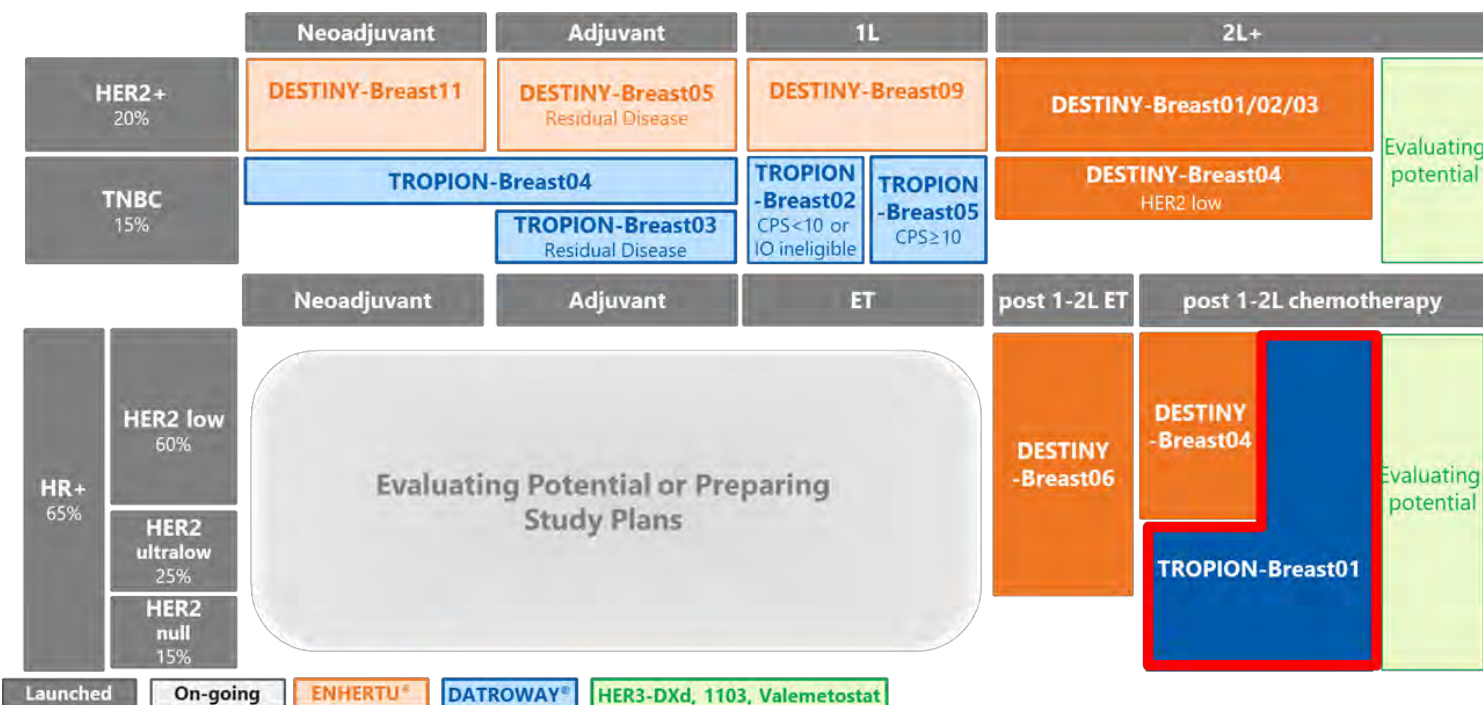 Neoadjuvant
Adjuvant
1L
2L+
HER2+
20%
DESTINY-Breast11
DESTINY-Breast05
Residual Disease
DESTINY-Breast09
DESTINY-Breast01/02/03
Evaluating
potential
TNBC
15%
TROPION-Breast04
TROPION-Breast03
Residual Disease
TROPION
-Breast02
CPS<10 or
IO ineligible
TROPION
-Breast05
CPS≥10
DESTINY-Breast04
HER2 low
Neoadjuvant
Adjuvant
ET
post 1-2L ET
post 1-2L chemotherapy
HR+
65%
HER2 low
60%
HER2
ultralow
25%
HER2
null
15%
Evaluating Potential or Preparing
Study Plans
DESTINY
-Breast06
DESTINY
-Breast04
TROPION-Breast01
Evaluating
potential
Launched
On-going
ENHERTU®
DATROWAY®
HER3-DXd, 1103, Valemetostat